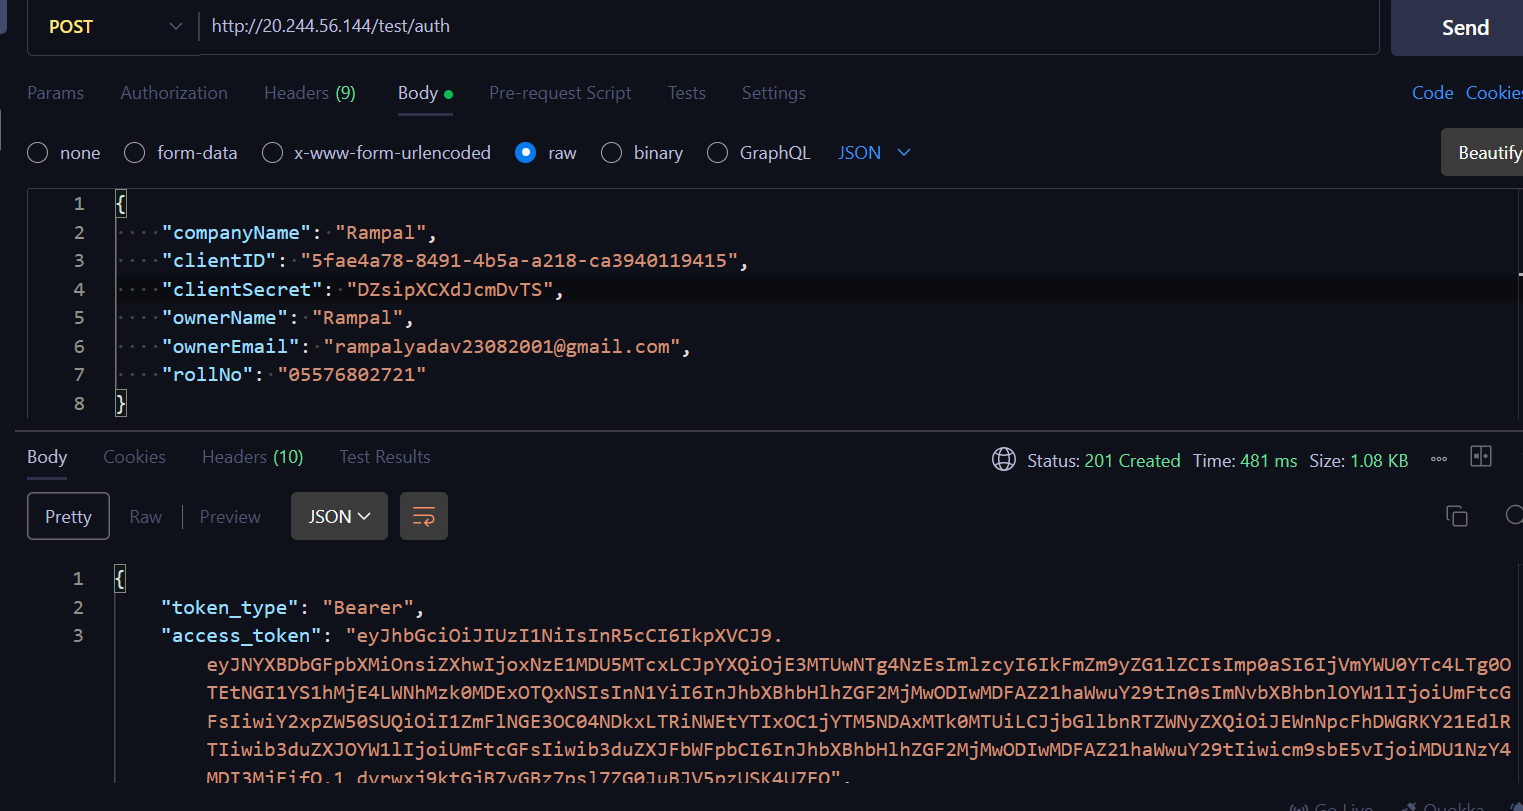 POST http://20.244.56.144/test/auth Send
Params Authorization Headers (9) Body Pre-request Script Tests Settings Code Cookies
none form-data x-www-form-urlencoded raw binary GraphQL JSON Beautify
1 {
2 "companyName": "Rampal",
3 "clientID": "5fae4a78-8491-4b5a-a218-ca3940119415",
4 "clientSecret": "DZsipXCXdJcmDvTS",
5 "ownerName": "Rampal",
6 "ownerEmail": "rampalyadav23082001@gmail.com",
7 "rollNo": "05576802721"
8 }
Body Cookies Headers (10) Test Results Status: 201 Created Time: 481 ms Size: 1.08 KB
Pretty Raw Preview JSON
1 {
2 "token_type": "Bearer",
3 "access_token": "eyJhbGciOiJIUzI1NiIsInR5cCI6IkpXVCJ9.
eyJNYXBDbGFpbXMiOnsiZXhwIjoxNzE1MDU5MTcxLCJpYXQiOjE3MTUwNTg4NzEsImlzcyI6IkFmZm9yZG1lZCIsImp0aSI6IjVmYWU0YTc4LTg0O
TEtNGI1YS1hMjE4LWNhMzk0MDExOTQxNSIsInN1YiI6InJhbXBhbHlhZGF2MjMwODIwMDFAZ21haWwuY29tIn0sImNvbXBhbnlOYW1lIjoiUmFtcG
FsIiwiY2xpZW50SUQiOiI1ZmFlNGE3OC04NDkxLTRiNWEtYTIxOC1jYTM5NDAxMTk0MTUiLCJjbGllbnRTZWNyZXQiOiJEWnNpcFhDWGRKY21EdlR
TIiwib3duZXJOYW1lIjoiUmFtcGFsIiwib3duZXJFbWFpbCI6InJhbXBhbHlhZGF2MjMwODIwMDFAZ21haWwuY29tIiwicm9sbE5vIjoiMDU1NzY4
Go Live Quokka